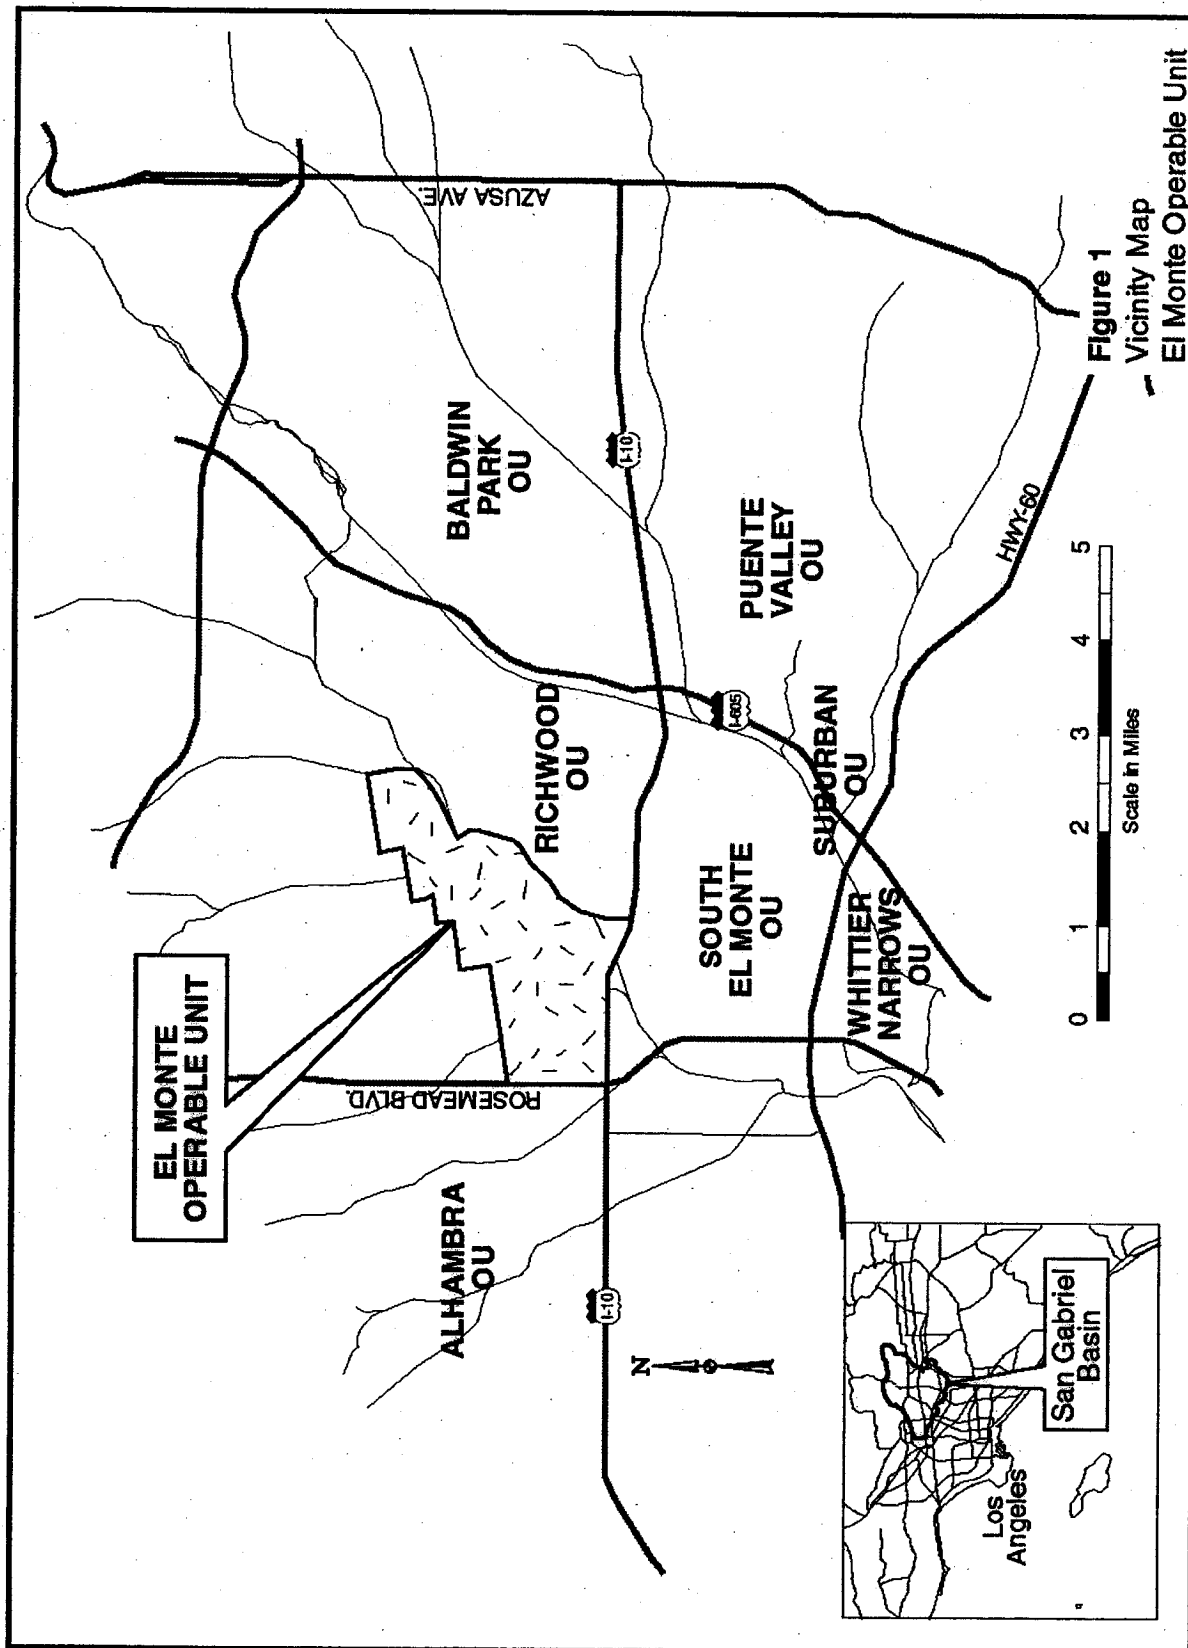 EL MONTE
OPERABLE UNIT
ALHAMBRA
OU
ROSEMEAD BLVD.
RICHWOOD
OU
BALDWIN
PARK
OU
AZUSA AVE.
I-10
I-10
I-605
N
SOUTH
EL MONTE
OU
PUENTE
VALLEY
OU
SUBURBAN
OU
WHITTIER
NARROWS
OU
HWY-60
Los
Angeles
San Gabriel
Basin
0 1 2 3 4 5
Scale in Miles
Figure 1
Vicinity Map
El Monte Operable Unit